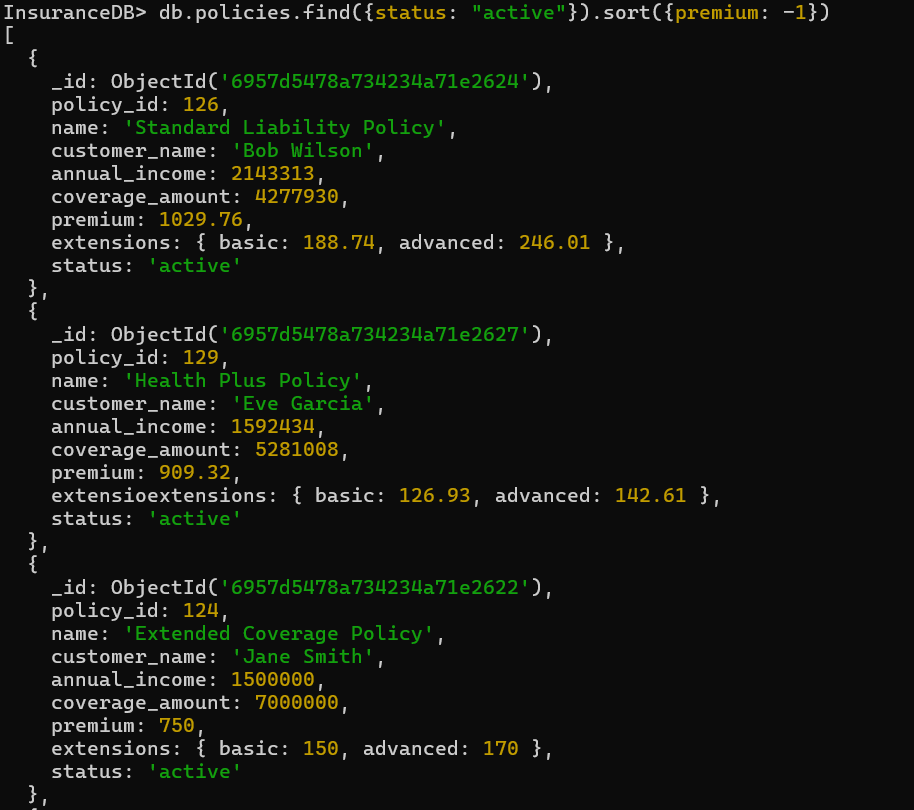 InsuranceDB> db.policies.find({status: "active"}).sort({premium: -1})
[
  {
    _id: ObjectId('6957d5478a734234a71e2624'),
    policy_id: 126,
    name: 'Standard Liability Policy',
    customer_name: 'Bob Wilson',
    annual_income: 2143313,
    coverage_amount: 4277930,
    premium: 1029.76,
    extensions: { basic: 188.74, advanced: 246.01 },
    status: 'active'
  },
  {
    _id: ObjectId('6957d5478a734234a71e2627'),
    policy_id: 129,
    name: 'Health Plus Policy',
    customer_name: 'Eve Garcia',
    annual_income: 1592434,
    coverage_amount: 5281008,
    premium: 909.32,
    extensioextensions: { basic: 126.93, advanced: 142.61 },
    status: 'active'
  },
  {
    _id: ObjectId('6957d5478a734234a71e2622'),
    policy_id: 124,
    name: 'Extended Coverage Policy',
    customer_name: 'Jane Smith',
    annual_income: 1500000,
    coverage_amount: 7000000,
    premium: 750,
    extensions: { basic: 150, advanced: 170 },
    status: 'active'
  },